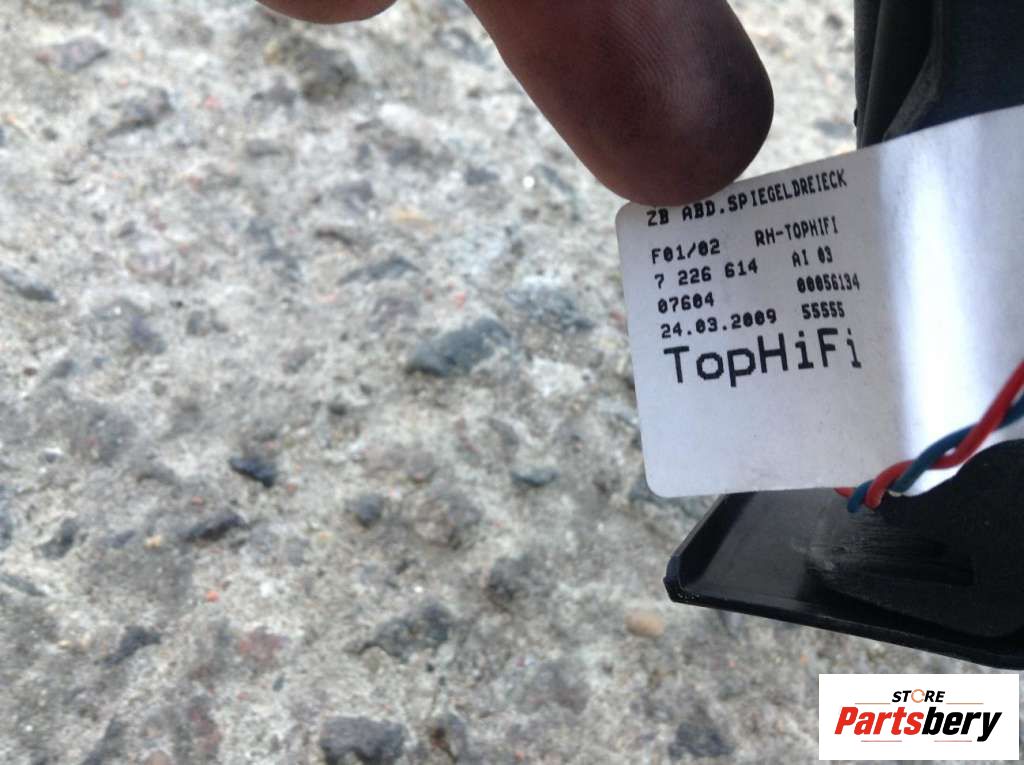 ZB ABD.SPIEGELDREIECK
F01/02 RH-TOPHIFI
7 226 614 AI 03
07604 00056134
24.03.2009 55555
TopHiFi
STORE
Partsbery